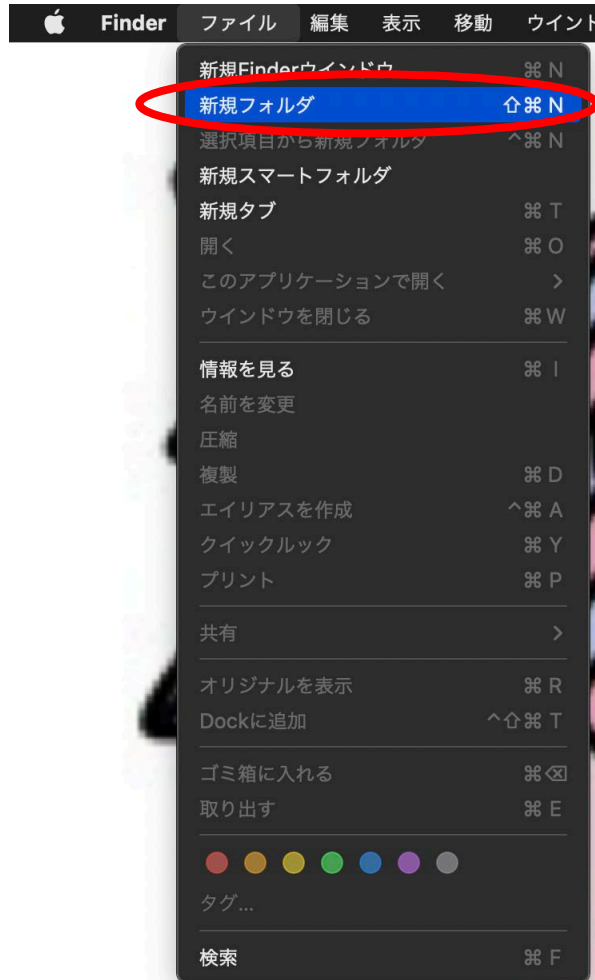 Finder ファイル 編集 表示 移動 ウイント
新規Finderウインドウ ⌘ N
新規フォルダ ⇧⌘ N
選択項目から新規フォルダ ^⌘ N
新規スマートフォルダ
新規タブ ⌘ T
開く ⌘ O
このアプリケーションで開く >
ウインドウを閉じる ⌘ W
情報を見る ⌘ I
名前を変更
圧縮
複製 ⌘ D
エイリアスを作成 ^⌘ A
クイックルック ⌘ Y
プリント ⌘ P
共有 >
オリジナルを表示 ⌘ R
Dockに追加 ^⇧⌘ T
ゴミ箱に入れる ⌘⌫
取り出す ⌘ E
タグ...
検索 ⌘ F